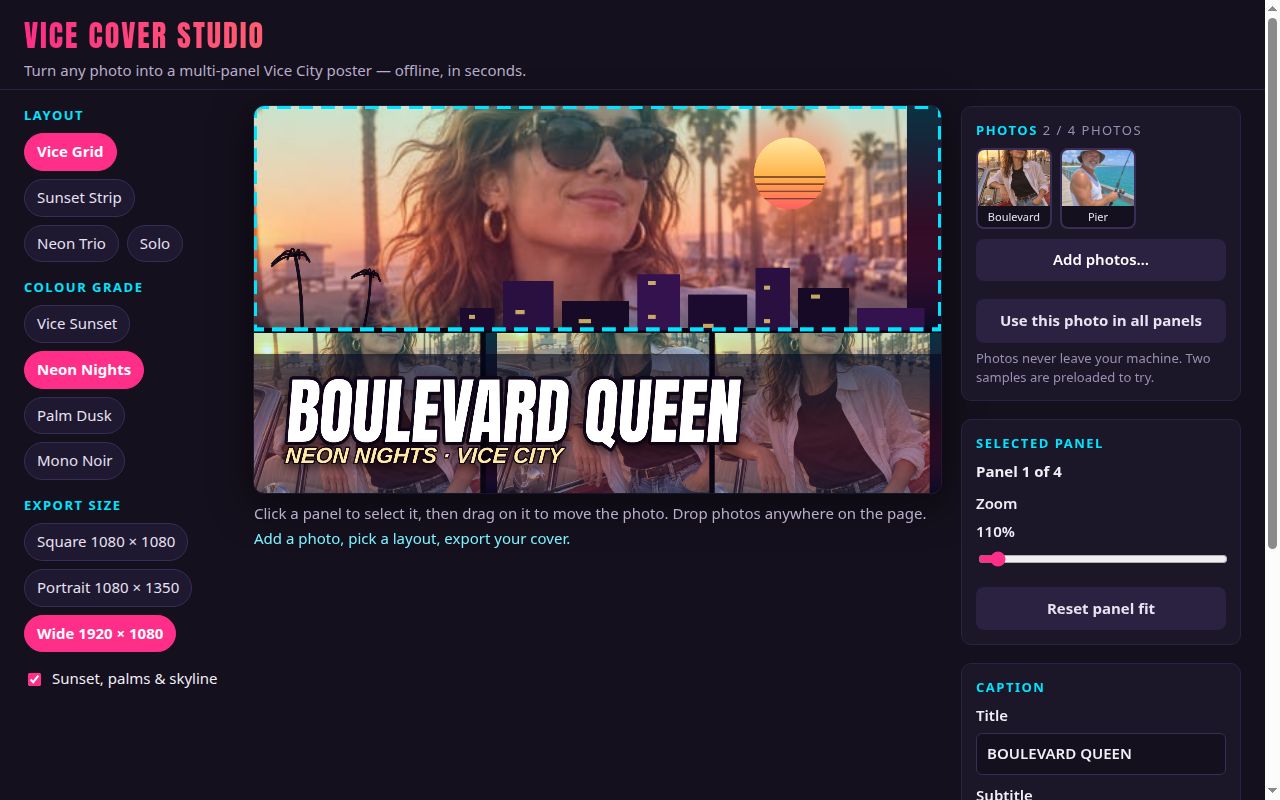 VICE COVER STUDIO
Turn any photo into a multi-panel Vice City poster — offline, in seconds.
LAYOUT
Vice Grid
Sunset Strip
Neon Trio
Solo
COLOUR GRADE
Vice Sunset
Neon Nights
Palm Dusk
Mono Noir
EXPORT SIZE
Square 1080 × 1080
Portrait 1080 × 1350
Wide 1920 × 1080
Sunset, palms & skyline
BOULEVARD QUEEN
NEON NIGHTS · VICE CITY
Click a panel to select it, then drag on it to move the photo. Drop photos anywhere on the page.
Add a photo, pick a layout, export your cover.
PHOTOS 2 / 4 PHOTOS
Boulevard
Pier
Add photos...
Use this photo in all panels
Photos never leave your machine. Two
samples are preloaded to try.
SELECTED PANEL
Panel 1 of 4
Zoom
110%
Reset panel fit
CAPTION
Title
BOULEVARD QUEEN
Subtitle